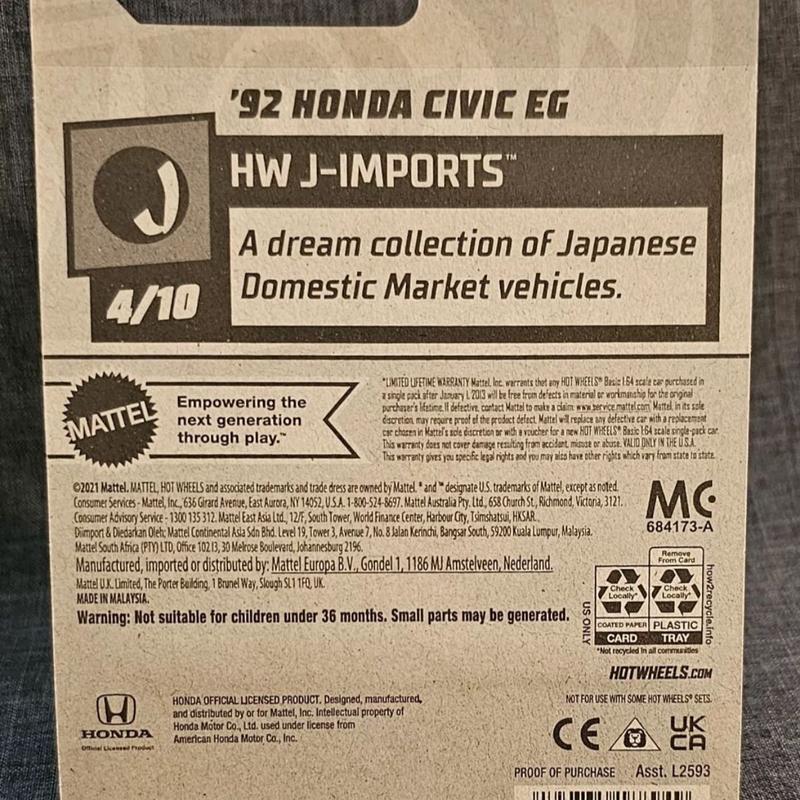 '92 HONDA CIVIC EG
HW J-IMPORTS™
J
A dream collection of Japanese
Domestic Market vehicles.
4/10
MATTEL
Empowering the
next generation
through play.™
*LIMITED LIFETIME WARRANTY Mattel, Inc. warrants that any HOT WHEELS® Basic 1:64 scale car purchased in
a single pack after January 1, 2013 will be free from defects in material or workmanship for the original
purchaser's lifetime. If defective, contact Mattel to make a claim: www.service.mattel.com. Mattel, in its sole
discretion, may require proof of the product defect. Mattel will replace any defective car with a replacement
car chosen in Mattel's sole discretion or with a voucher for a new HOT WHEELS® Basic 1:64 scale single-pack car.
This warranty does not cover damage resulting from accident, misuse or abuse. VALID ONLY IN THE U.S.A.
This warranty gives you specific legal rights and you may also have other rights which vary from state to state.
©2021 Mattel. MATTEL, HOT WHEELS and associated trademarks and trade dress are owned by Mattel. ® and ™ designate U.S. trademarks of Mattel, except as noted.
Consumer Services - Mattel, Inc., 636 Girard Avenue, East Aurora, NY 14052, U.S.A. 1-800-524-8697. Mattel Australia Pty. Ltd., 658 Church St., Richmond, Victoria, 3121.
Consumer Advisory Service - 1300 135 312. Mattel East Asia Ltd., 12/F, South Tower, World Finance Center, Harbour City, Tsimshatsui, HKSAR.
Diimport & Diedarkan Oleh: Mattel Continental Asia Sdn Bhd. Level 19, Tower 3, Avenue 7, No. 8 Jalan Kerinchi, Bangsar South, 59200 Kuala Lumpur, Malaysia.
Mattel South Africa (PTY) LTD, Office 102 I3, 30 Melrose Boulevard, Johannesburg 2196.
Manufactured, imported or distributed by: Mattel Europa B.V., Gondel 1, 1186 MJ Amstelveen, Nederland.
Mattel U.K. Limited, The Porter Building, 1 Brunel Way, Slough SL1 1FQ, UK.
MADE IN MALAYSIA.
Warning: Not suitable for children under 36 months. Small parts may be generated.
MC
684173-A
Remove
From Card
Check
Locally*
Check
Locally*
COATED PAPER
CARD
PLASTIC
TRAY
US ONLY
how2recycle.info
*Not recycled in all communities
HOTWHEELS.COM
HONDA
Official Licensed Product
HONDA OFFICIAL LICENSED PRODUCT. Designed, manufactured,
and distributed by or for Mattel, Inc. Intellectual property of
Honda Motor Co., Ltd. used under license from
American Honda Motor Co., Inc.
NOT FOR USE WITH SOME HOT WHEELS® SETS.
CE
UK
CA
PROOF OF PURCHASE
Asst. L2593